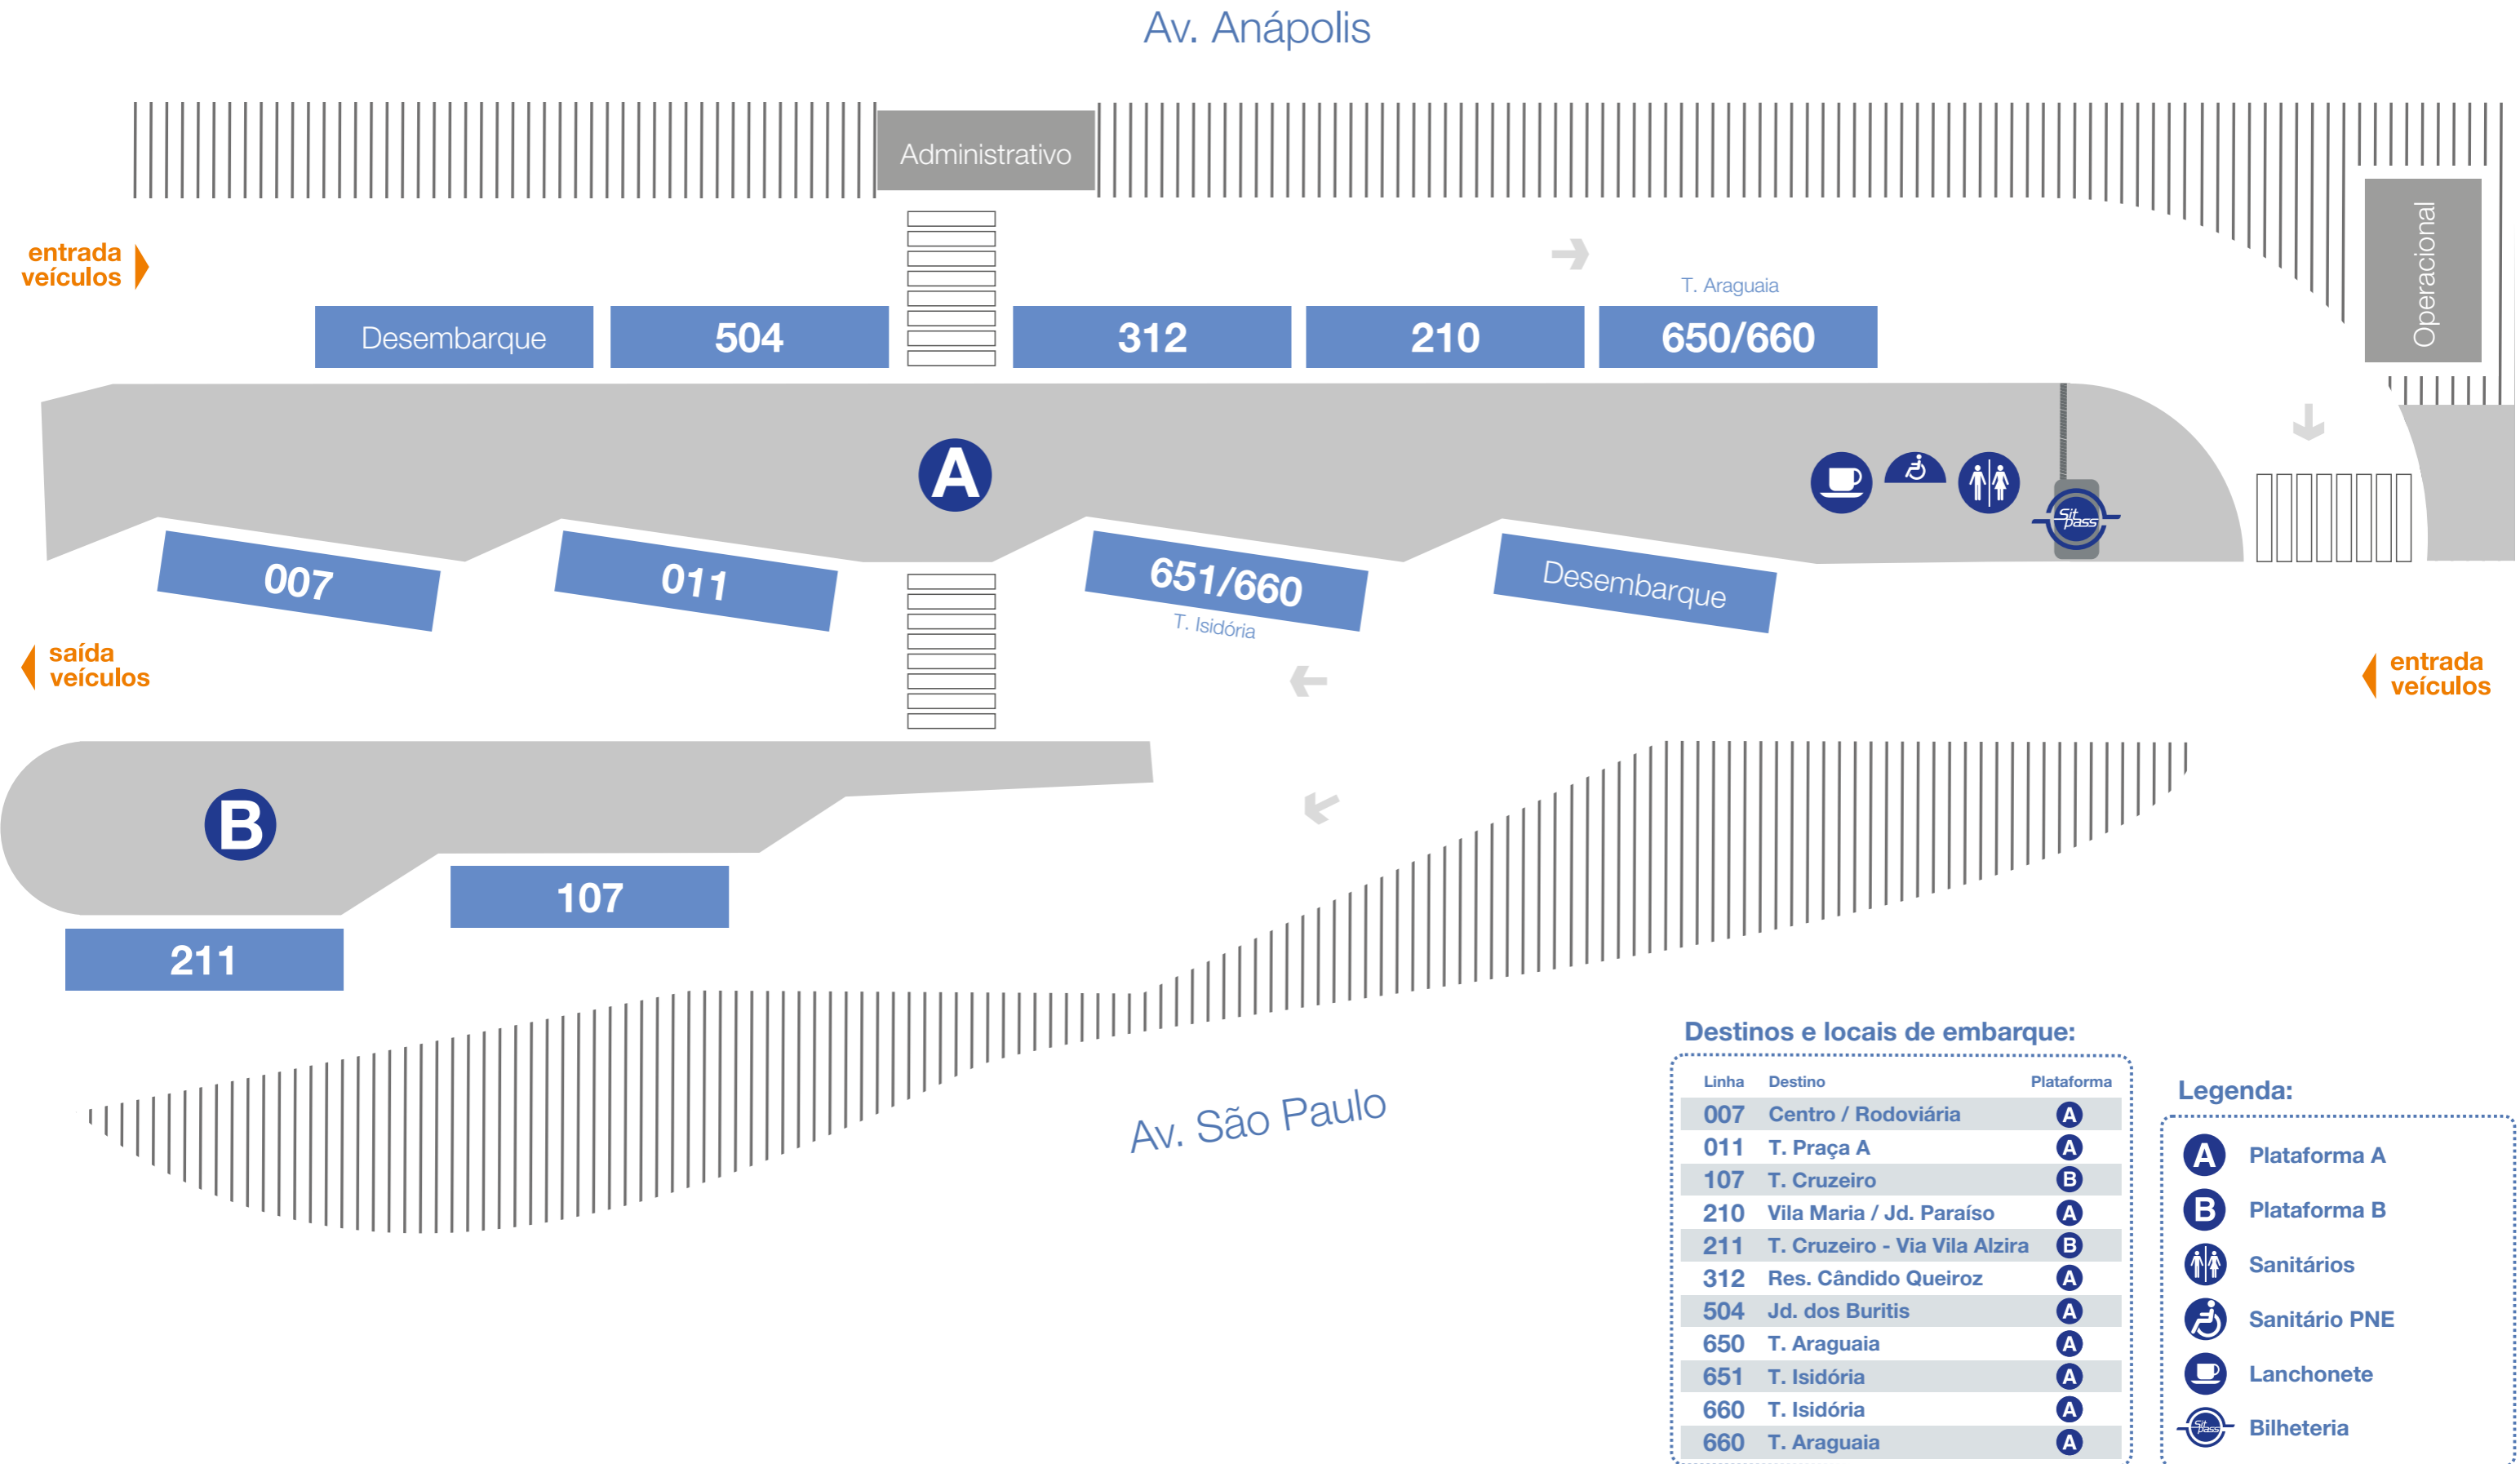 Av. Anápolis
Administrativo
Operacional
entrada
veículos
T. Araguaia
Desembarque
504
312
210
650/660
A
Sit
pass
007
011
651/660
T. Isidória
Desembarque
saída
veículos
entrada
veículos
B
107
211
Av. São Paulo
Destinos e locais de embarque:
Linha Destino Plataforma
007 Centro / Rodoviária A
011 T. Praça A A
107 T. Cruzeiro B
210 Vila Maria / Jd. Paraíso A
211 T. Cruzeiro - Via Vila Alzira B
312 Res. Cândido Queiroz A
504 Jd. dos Buritis A
650 T. Araguaia A
651 T. Isidória A
660 T. Isidória A
660 T. Araguaia A
Legenda:
A Plataforma A
B Plataforma B
Sanitários
Sanitário PNE
Lanchonete
Sit pass Bilheteria